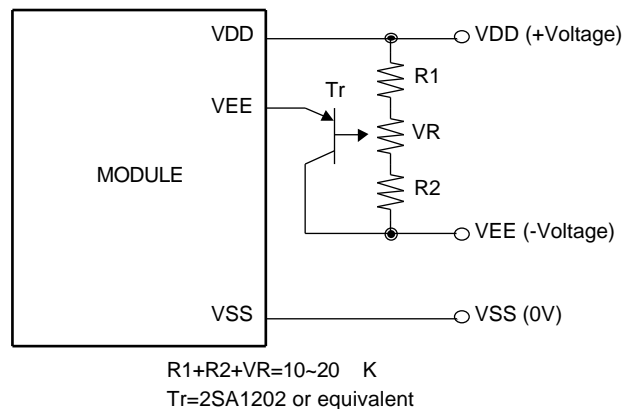 VDD
VDD (+Voltage)
R1
Tr
VEE
VR
MODULE
R2
VEE (-Voltage)
VSS
VSS (0V)
R1+R2+VR=10~20 K
Tr=2SA1202 or equivalent